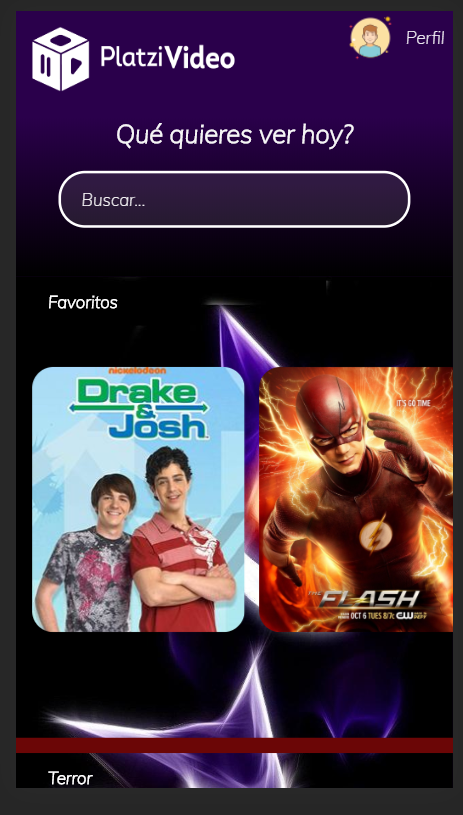 PlatziVideo
Perfil
Qué quieres ver hoy?
Buscar...
Favoritos
nickelodeon
Drake
&
Josh
IT'S GO TIME
THE FLASH
OCT 6 TUES 8/7c CW
Terror